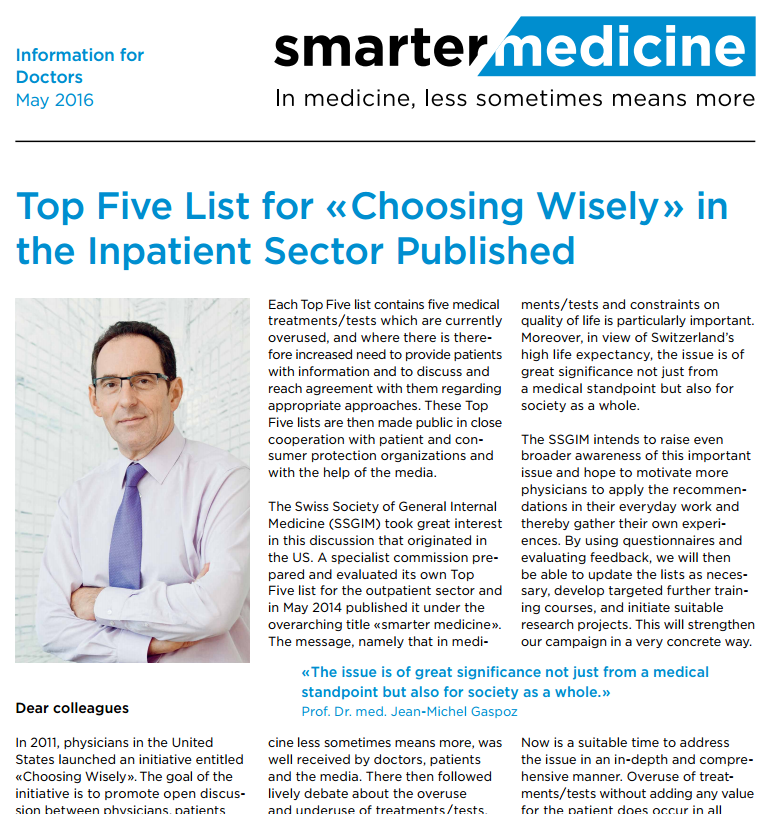 Information for
Doctors
May 2016
smartermedicine
In medicine, less sometimes means more
Top Five List for «Choosing Wisely» in
the Inpatient Sector Published
Dear colleagues
In 2011, physicians in the United
States launched an initiative entitled
«Choosing Wisely». The goal of the
initiative is to promote open discus-
sion between physicians, patients
Each Top Five list contains five medical
treatments/tests which are currently
overused, and where there is there-
fore increased need to provide patients
with information and to discuss and
reach agreement with them regarding
appropriate approaches. These Top
Five lists are then made public in close
cooperation with patient and con-
sumer protection organizations and
with the help of the media.
The Swiss Society of General Internal
Medicine (SSGIM) took great interest
in this discussion that originated in
the US. A specialist commission pre-
pared and evaluated its own Top
Five list for the outpatient sector and
in May 2014 published it under the
overarching title «smarter medicine».
The message, namely that in medi-
cine less sometimes means more, was
well received by doctors, patients
and the media. There then followed
lively debate about the overuse
and underuse of treatments/tests.
ments/tests and constraints on
quality of life is particularly important.
Moreover, in view of Switzerland's
high life expectancy, the issue is of
great significance not just from
a medical standpoint but also for
society as a whole.
The SSGIM intends to raise even
broader awareness of this important
issue and hope to motivate more
physicians to apply the recommen-
dations in their everyday work and
thereby gather their own experi-
ences. By using questionnaires and
evaluating feedback, we will then
be able to update the lists as neces-
sary, develop targeted further train-
ing courses, and initiate suitable
research projects. This will strengthen
our campaign in a very concrete way.
«The issue is of great significance not just from a medical
standpoint but also for society as a whole.»
Prof. Dr. med. Jean-Michel Gaspoz
Now is a suitable time to address
the issue in an in-depth and compre-
hensive manner. Overuse of treat-
ments/tests without adding any value
for the patient does occur in all